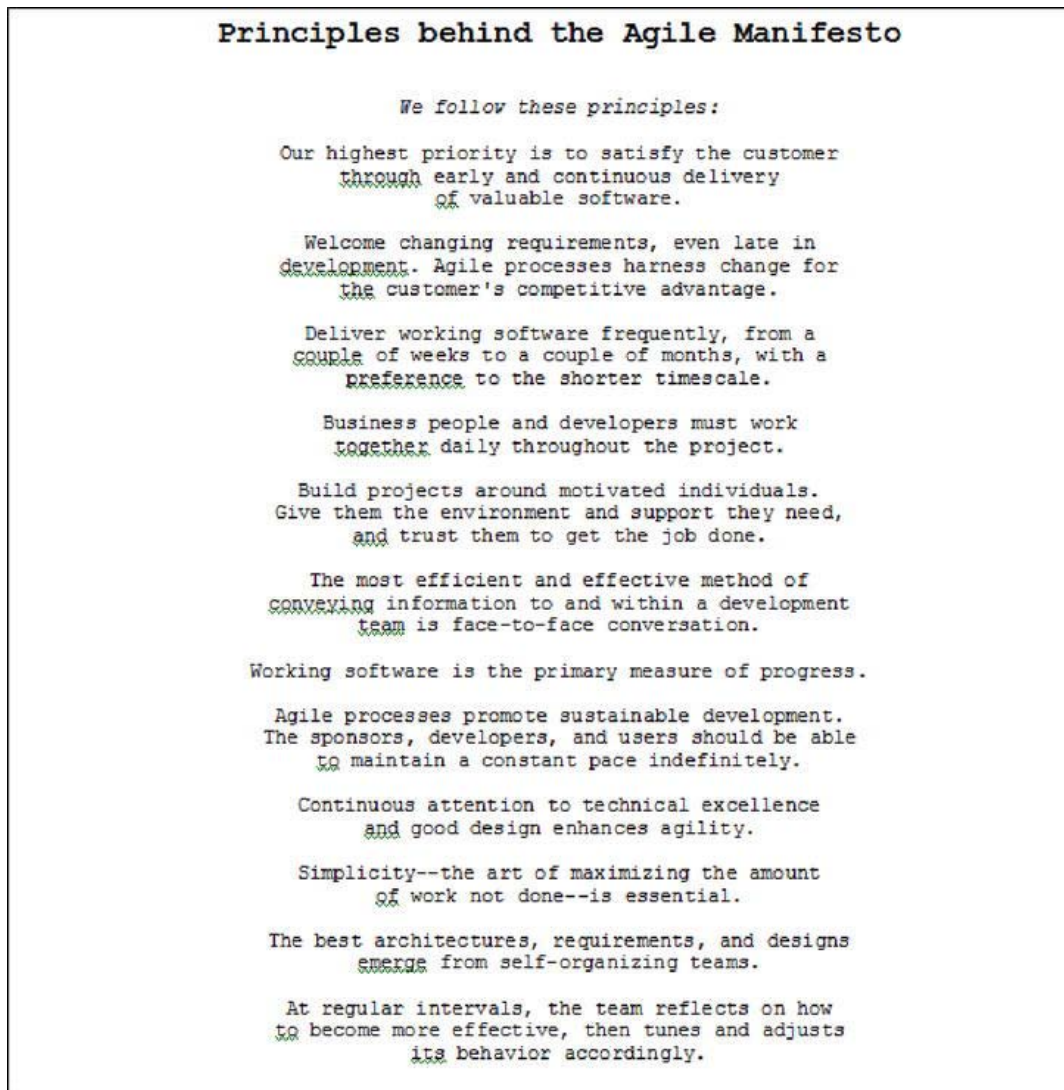 Principles behind the Agile Manifesto
We follow these principles:
Our highest priority is to satisfy the customer
through early and continuous delivery
of valuable software.
Welcome changing requirements, even late in
development. Agile processes harness change for
the customer's competitive advantage.
Deliver working software frequently, from a
couple of weeks to a couple of months, with a
preference to the shorter timescale.
Business people and developers must work
together daily throughout the project.
Build projects around motivated individuals.
Give them the environment and support they need,
and trust them to get the job done.
The most efficient and effective method of
conveying information to and within a development
team is face-to-face conversation.
Working software is the primary measure of progress.
Agile processes promote sustainable development.
The sponsors, developers, and users should be able
to maintain a constant pace indefinitely.
Continuous attention to technical excellence
and good design enhances agility.
Simplicity--the art of maximizing the amount
of work not done--is essential.
The best architectures, requirements, and designs
emerge from self-organizing teams.
At regular intervals, the team reflects on how
to become more effective, then tunes and adjusts
its behavior accordingly.